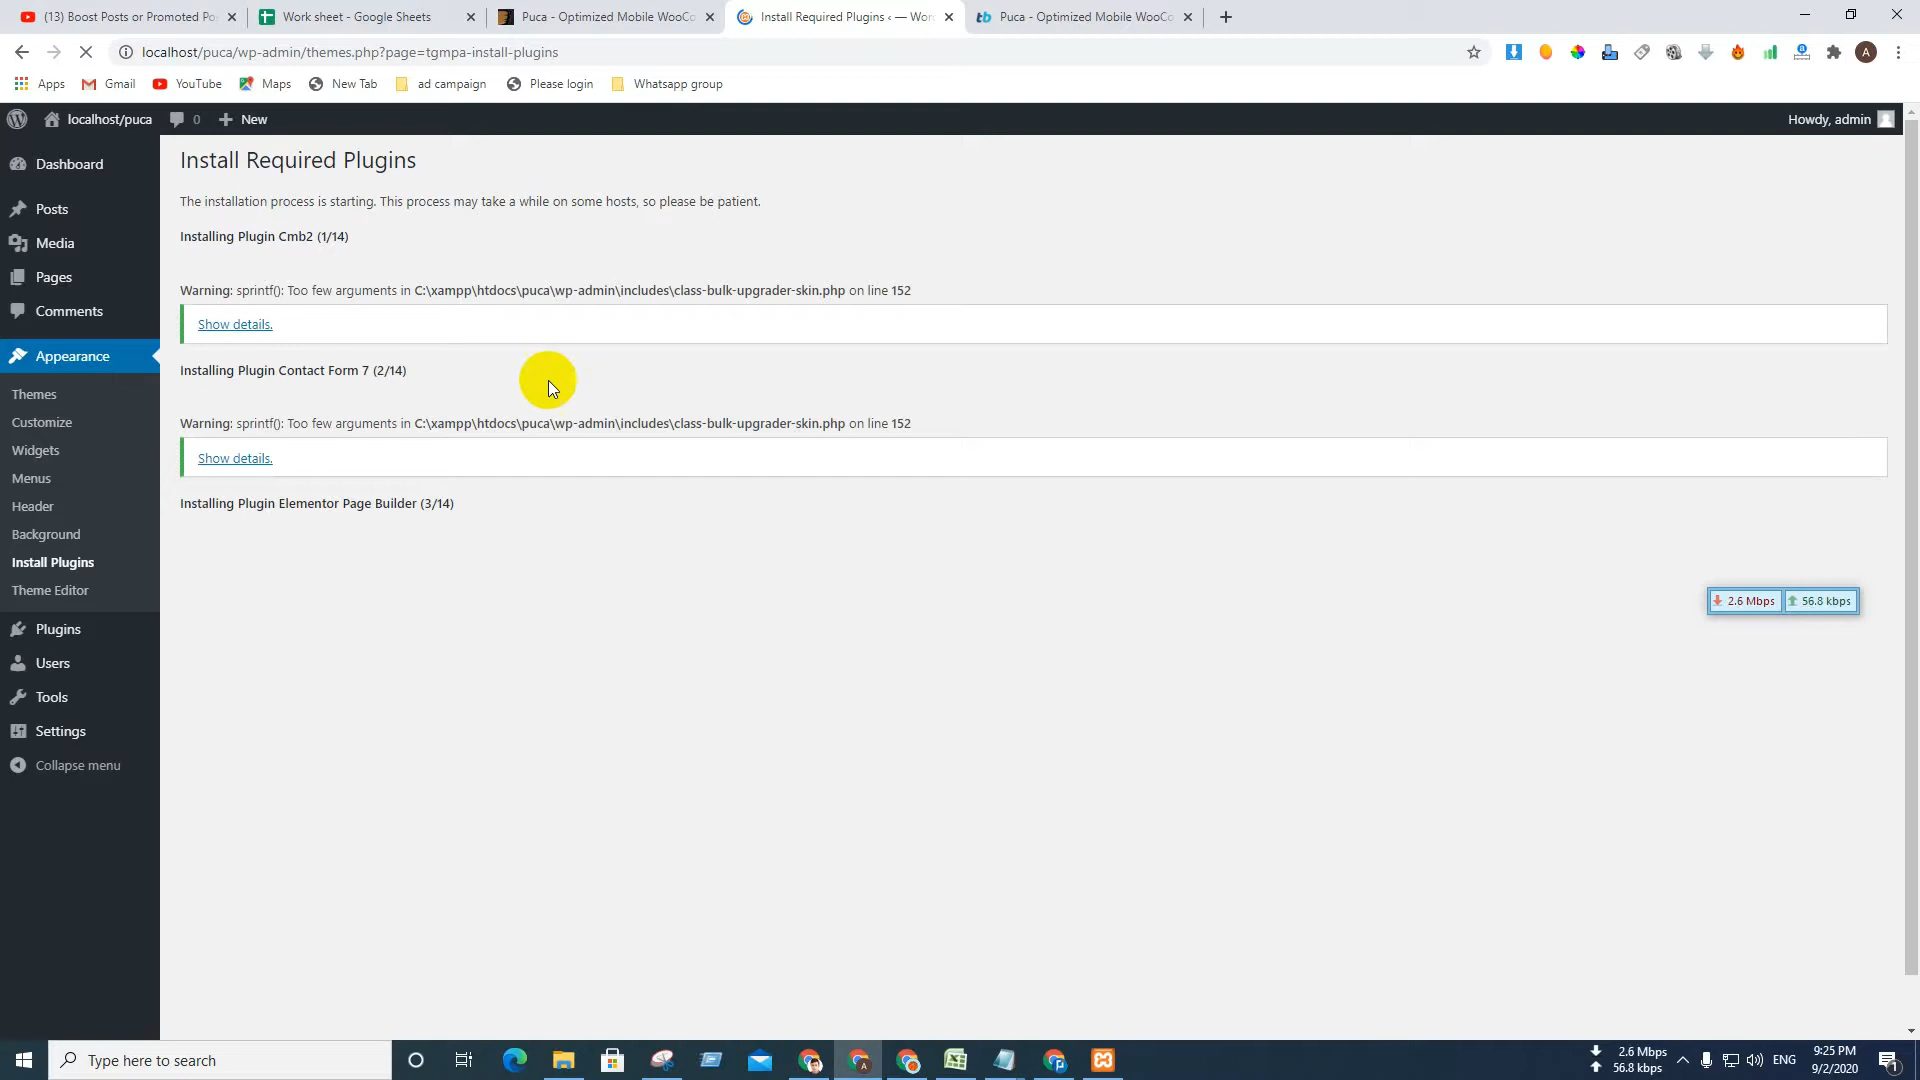 (13) Boost Posts or Promoted Po
Work sheet - Google Sheets
Puca - Optimized Mobile WooCo
Install Required Plugins ‹ — Wor
tb Puca - Optimized Mobile WooCo
localhost/puca/wp-admin/themes.php?page=tgmpa-install-plugins
A
Apps
Gmail
YouTube
Maps
New Tab
ad campaign
Please login
Whatsapp group
localhost/puca
0
New
Howdy, admin
Dashboard
Posts
Media
Pages
Comments
Appearance
Themes
Customize
Widgets
Menus
Header
Background
Install Plugins
Theme Editor
Plugins
Users
Tools
Settings
Collapse menu
Install Required Plugins
The installation process is starting. This process may take a while on some hosts, so please be patient.
Installing Plugin Cmb2 (1/14)
Warning: sprintf(): Too few arguments in C:\xampp\htdocs\puca\wp-admin\includes\class-bulk-upgrader-skin.php on line 152
Show details.
Installing Plugin Contact Form 7 (2/14)
Warning: sprintf(): Too few arguments in C:\xampp\htdocs\puca\wp-admin\includes\class-bulk-upgrader-skin.php on line 152
Show details.
Installing Plugin Elementor Page Builder (3/14)
2.6 Mbps
56.8 kbps
Type here to search
2.6 Mbps
56.8 kbps
ENG
9:25 PM
9/2/2020
1